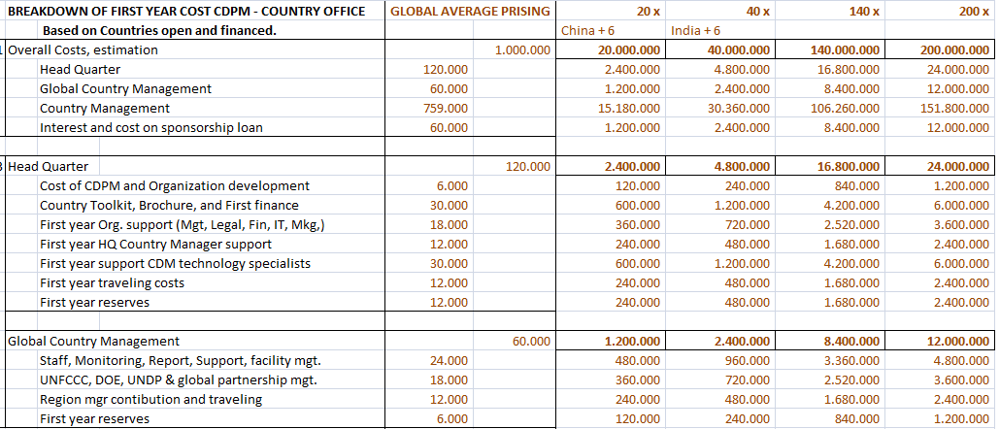 BREAKDOWN OF FIRST YEAR COST CDPM - COUNTRY OFFICE GLOBAL AVERAGE PRISING 20 x 40 x 140 x 200 x
Based on Countries open and financed. China + 6 India + 6
Overall Costs, estimation 1.000.000 20.000.000 40.000.000 140.000.000 200.000.000
Head Quarter 120.000 2.400.000 4.800.000 16.800.000 24.000.000
Global Country Management 60.000 1.200.000 2.400.000 8.400.000 12.000.000
Country Management 759.000 15.180.000 30.360.000 106.260.000 151.800.000
Interest and cost on sponsorship loan 60.000 1.200.000 2.400.000 8.400.000 12.000.000
Head Quarter 120.000 2.400.000 4.800.000 16.800.000 24.000.000
Cost of CDPM and Organization development 6.000 120.000 240.000 840.000 1.200.000
Country Toolkit, Brochure, and First finance 30.000 600.000 1.200.000 4.200.000 6.000.000
First year Org. support (Mgt, Legal, Fin, IT, Mkg,) 18.000 360.000 720.000 2.520.000 3.600.000
First year HQ Country Manager support 12.000 240.000 480.000 1.680.000 2.400.000
First year support CDM technology specialists 30.000 600.000 1.200.000 4.200.000 6.000.000
First year traveling costs 12.000 240.000 480.000 1.680.000 2.400.000
First year reserves 12.000 240.000 480.000 1.680.000 2.400.000
Global Country Management 60.000 1.200.000 2.400.000 8.400.000 12.000.000
Staff, Monitoring, Report, Support, facility mgt. 24.000 480.000 960.000 3.360.000 4.800.000
UNFCCC, DOE, UNDP & global partnership mgt. 18.000 360.000 720.000 2.520.000 3.600.000
Region mgr contibution and traveling 12.000 240.000 480.000 1.680.000 2.400.000
First year reserves 6.000 120.000 240.000 840.000 1.200.000